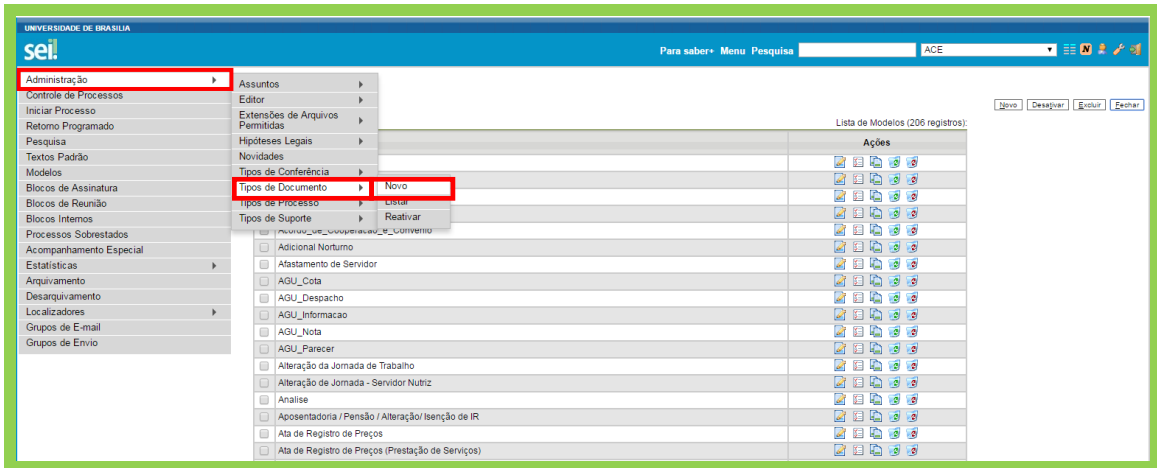 UNIVERSIDADE DE BRASILIA
sei!
Para saber+ Menu Pesquisa
ACE
N
Administração
Controle de Processos
Iniciar Processo
Retorno Programado
Pesquisa
Textos Padrão
Modelos
Blocos de Assinatura
Blocos de Reunião
Blocos Internos
Processos Sobrestados
Acompanhamento Especial
Estatísticas
Arquivamento
Desarquivamento
Localizadores
Grupos de E-mail
Grupos de Envio
Assuntos
Editor
Extensões de Arquivos
Permitidas
Hipóteses Legais
Novidades
Tipos de Conferência
Tipos de Documento
Tipos de Processo
Tipos de Suporte
Novo
Listar
Reativar
Novo Desativar Excluir Fechar
Lista de Modelos (206 registros):
Ações
Acordo_de_Cooperacao_e_Convenio
Adicional Norturno
Afastamento de Servidor
AGU_Cota
AGU_Despacho
AGU_Informacao
AGU_Nota
AGU_Parecer
Alteração da Jornada de Trabalho
Alteração de Jornada - Servidor Nutriz
Analise
Aposentadoria / Pensão / Alteração/ Isenção de IR
Ata de Registro de Preços
Ata de Registro de Preços (Prestação de Serviços)